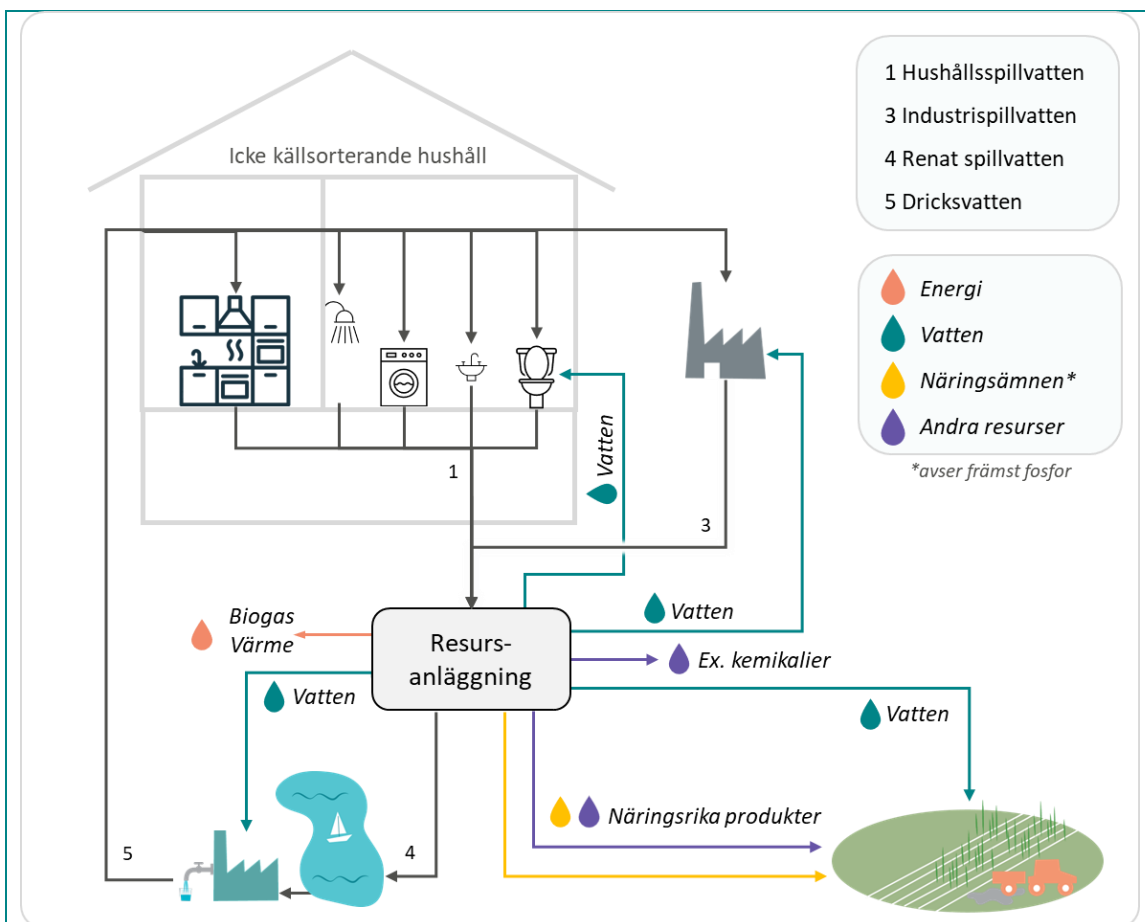 Icke källsorterande hushåll
1 Hushållsspillvatten
3 Industrispillvatten
4 Renat spillvatten
5 Dricksvatten
Energi
Vatten
Näringsämnen*
Andra resurser
*avser främst fosfor
1
Vatten
3
Biogas
Värme
Resurs-
anläggning
Vatten
Ex. kemikalier
Vatten
Vatten
Näringsrika produkter
5
4